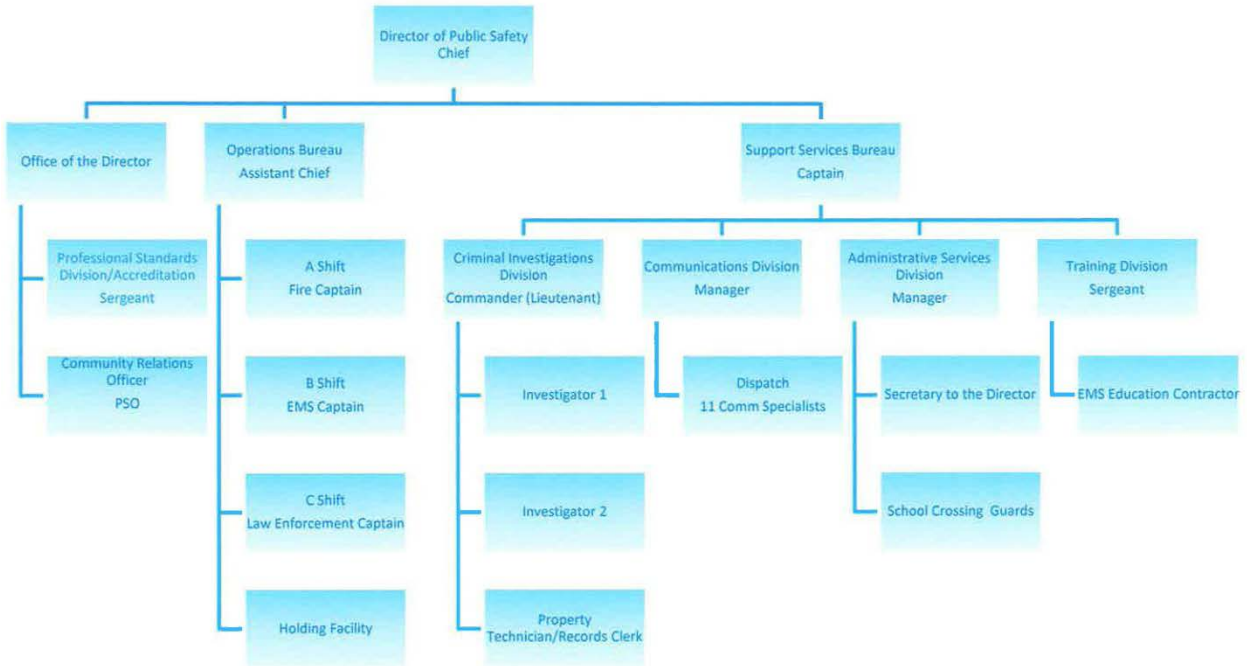 Director of Public Safety
Chief
Office of the Director
Operations Bureau
Assistant Chief
Support Services Bureau
Captain
Professional Standards
Division/Accreditation
Sergeant
A Shift
Fire Captain
Criminal Investigations
Division
Commander (Lieutenant)
Communications Division
Manager
Administrative Services
Division
Manager
Training Division
Sergeant
Community Relations
Officer
PSO
B Shift
EMS Captain
Investigator 1
Dispatch
11 Comm Specialists
Secretary to the Director
EMS Education Contractor
C Shift
Law Enforcement Captain
Investigator 2
School Crossing Guards
Holding Facility
Property
Technician/Records Clerk